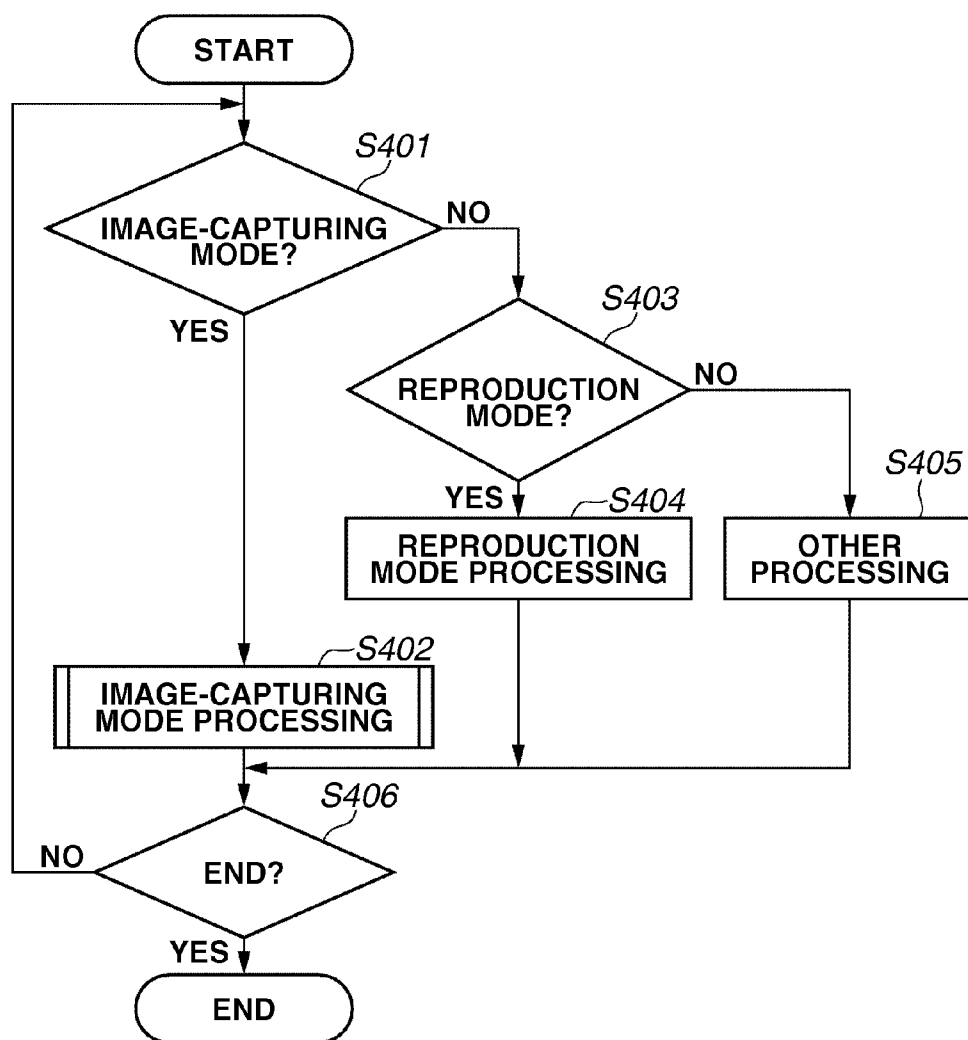 START
S401
IMAGE-CAPTURING
MODE?
NO
YES
S403
REPRODUCTION
MODE?
NO
YES
S404
REPRODUCTION
MODE PROCESSING
S405
OTHER
PROCESSING
S402
IMAGE-CAPTURING
MODE PROCESSING
S406
END?
NO
YES
END